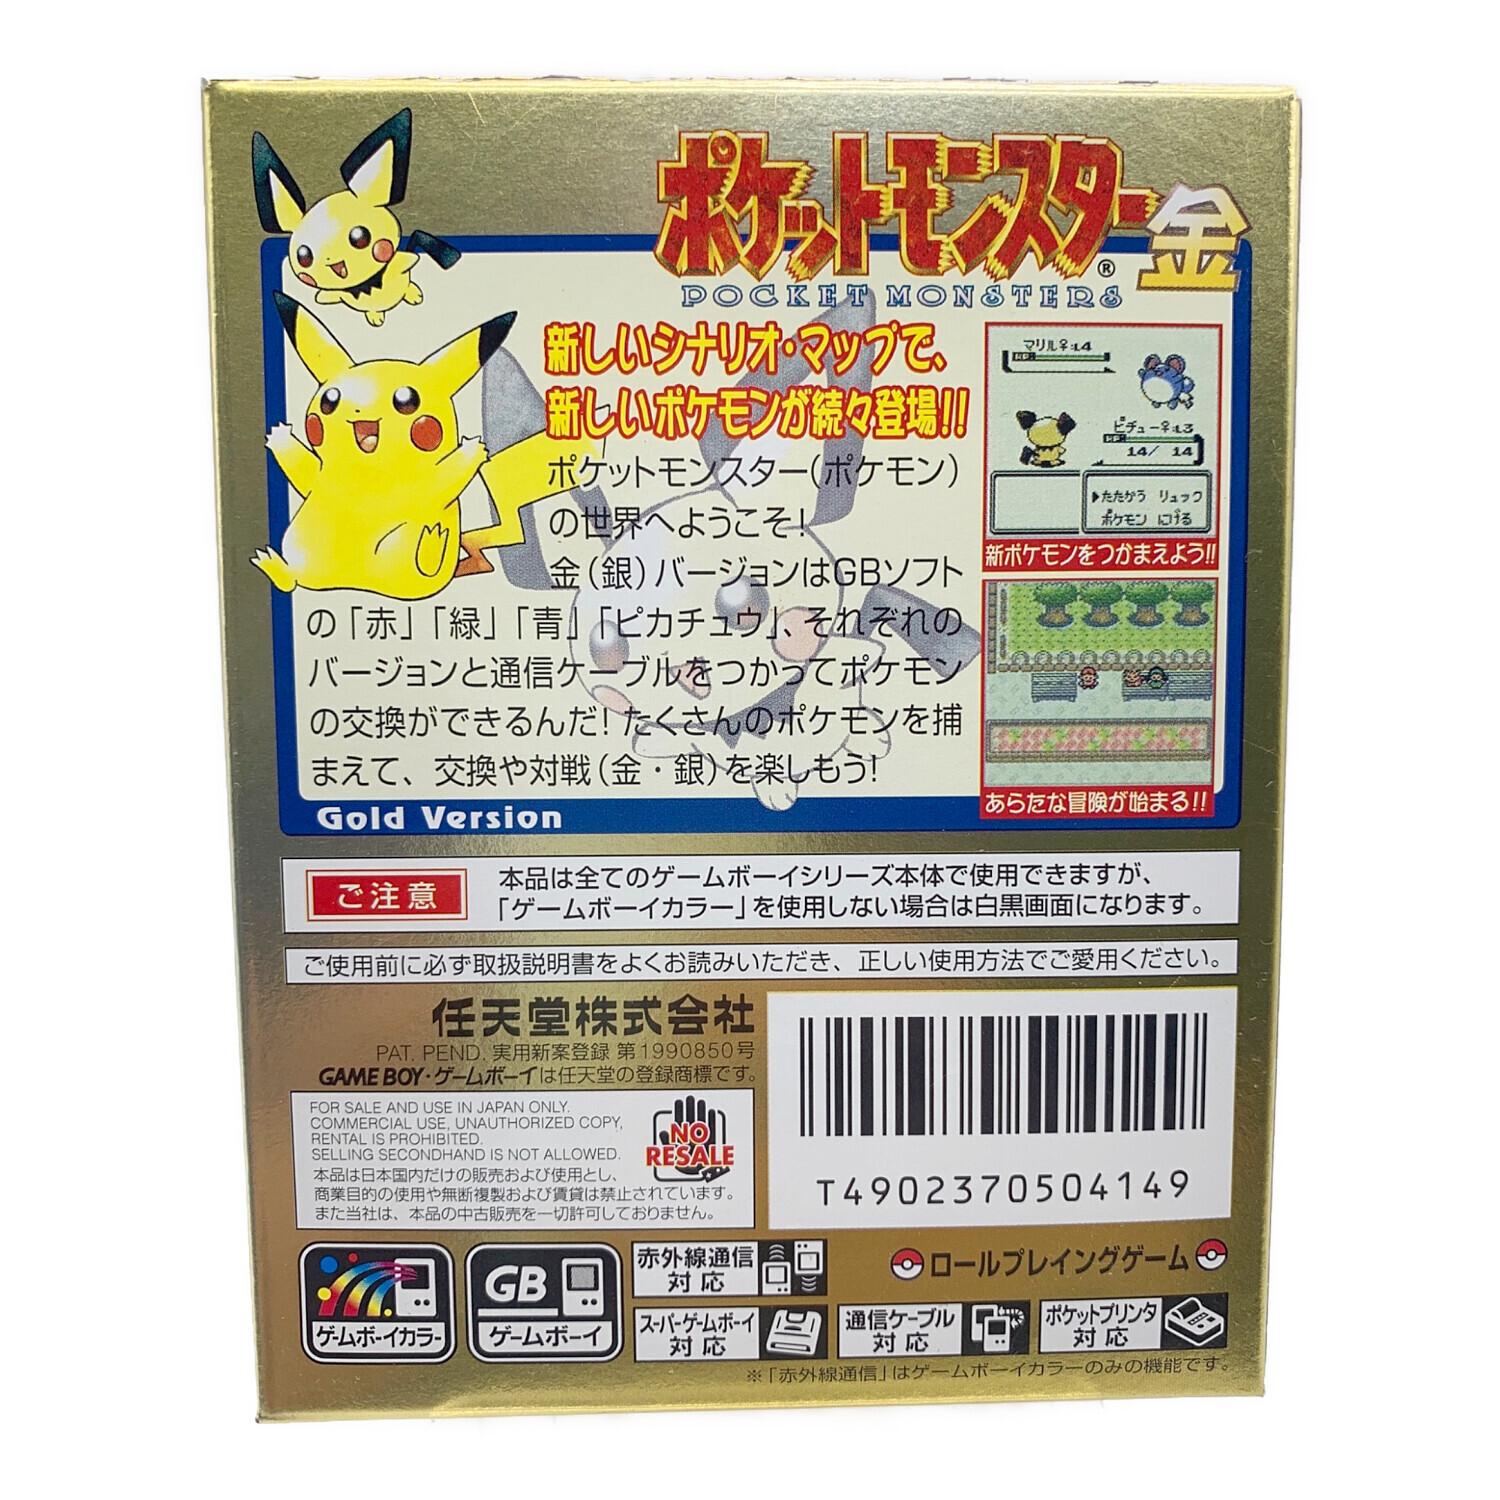 ポケットモンスター金
®
POCKET MONSTERS
新しいシナリオ・マップで、
新しいポケモンが続々登場!!
ポケットモンスター(ポケモン)
の世界へようこそ!
金(銀)バージョンはGBソフト
の「赤」「緑」「青」「ピカチュウ」、それぞれの
バージョンと通信ケーブルをつかってポケモン
の交換ができるんだ!たくさんのポケモンを捕
まえて、交換や対戦(金・銀)を楽しもう!
マリル♀:L4
HP:
ピチュー♀:L3
HP:
14/ 14
▶たたかう リュック
ポケモン にげる
新ポケモンをつかまえよう!!
あらたな冒険が始まる!!
Gold Version
ご注意
本品は全てのゲームボーイシリーズ本体で使用できますが、
「ゲームボーイカラー」を使用しない場合は白黒画面になります。
ご使用前に必ず取扱説明書をよくお読みいただき、正しい使用方法でご愛用ください。
任天堂株式会社
PAT. PEND. 実用新案登録 第1990850号
GAME BOY・ゲームボーイは任天堂の登録商標です。
FOR SALE AND USE IN JAPAN ONLY.
COMMERCIAL USE, UNAUTHORIZED COPY,
RENTAL IS PROHIBITED.
SELLING SECONDHAND IS NOT ALLOWED.
本品は日本国内だけの販売および使用とし、
商業目的の使用や無断複製および賃貸は禁止されています。
また当社は、本品の中古販売を一切許可しておりません。
NO
RESALE
T4902370504149
ゲームボーイカラー
GB
ゲームボーイ
赤外線通信
対応
ロールプレイングゲーム
スーパーゲームボーイ
対応
通信ケーブル
対応
ポケットプリンタ
対応
※「赤外線通信」はゲームボーイカラーのみの機能です。